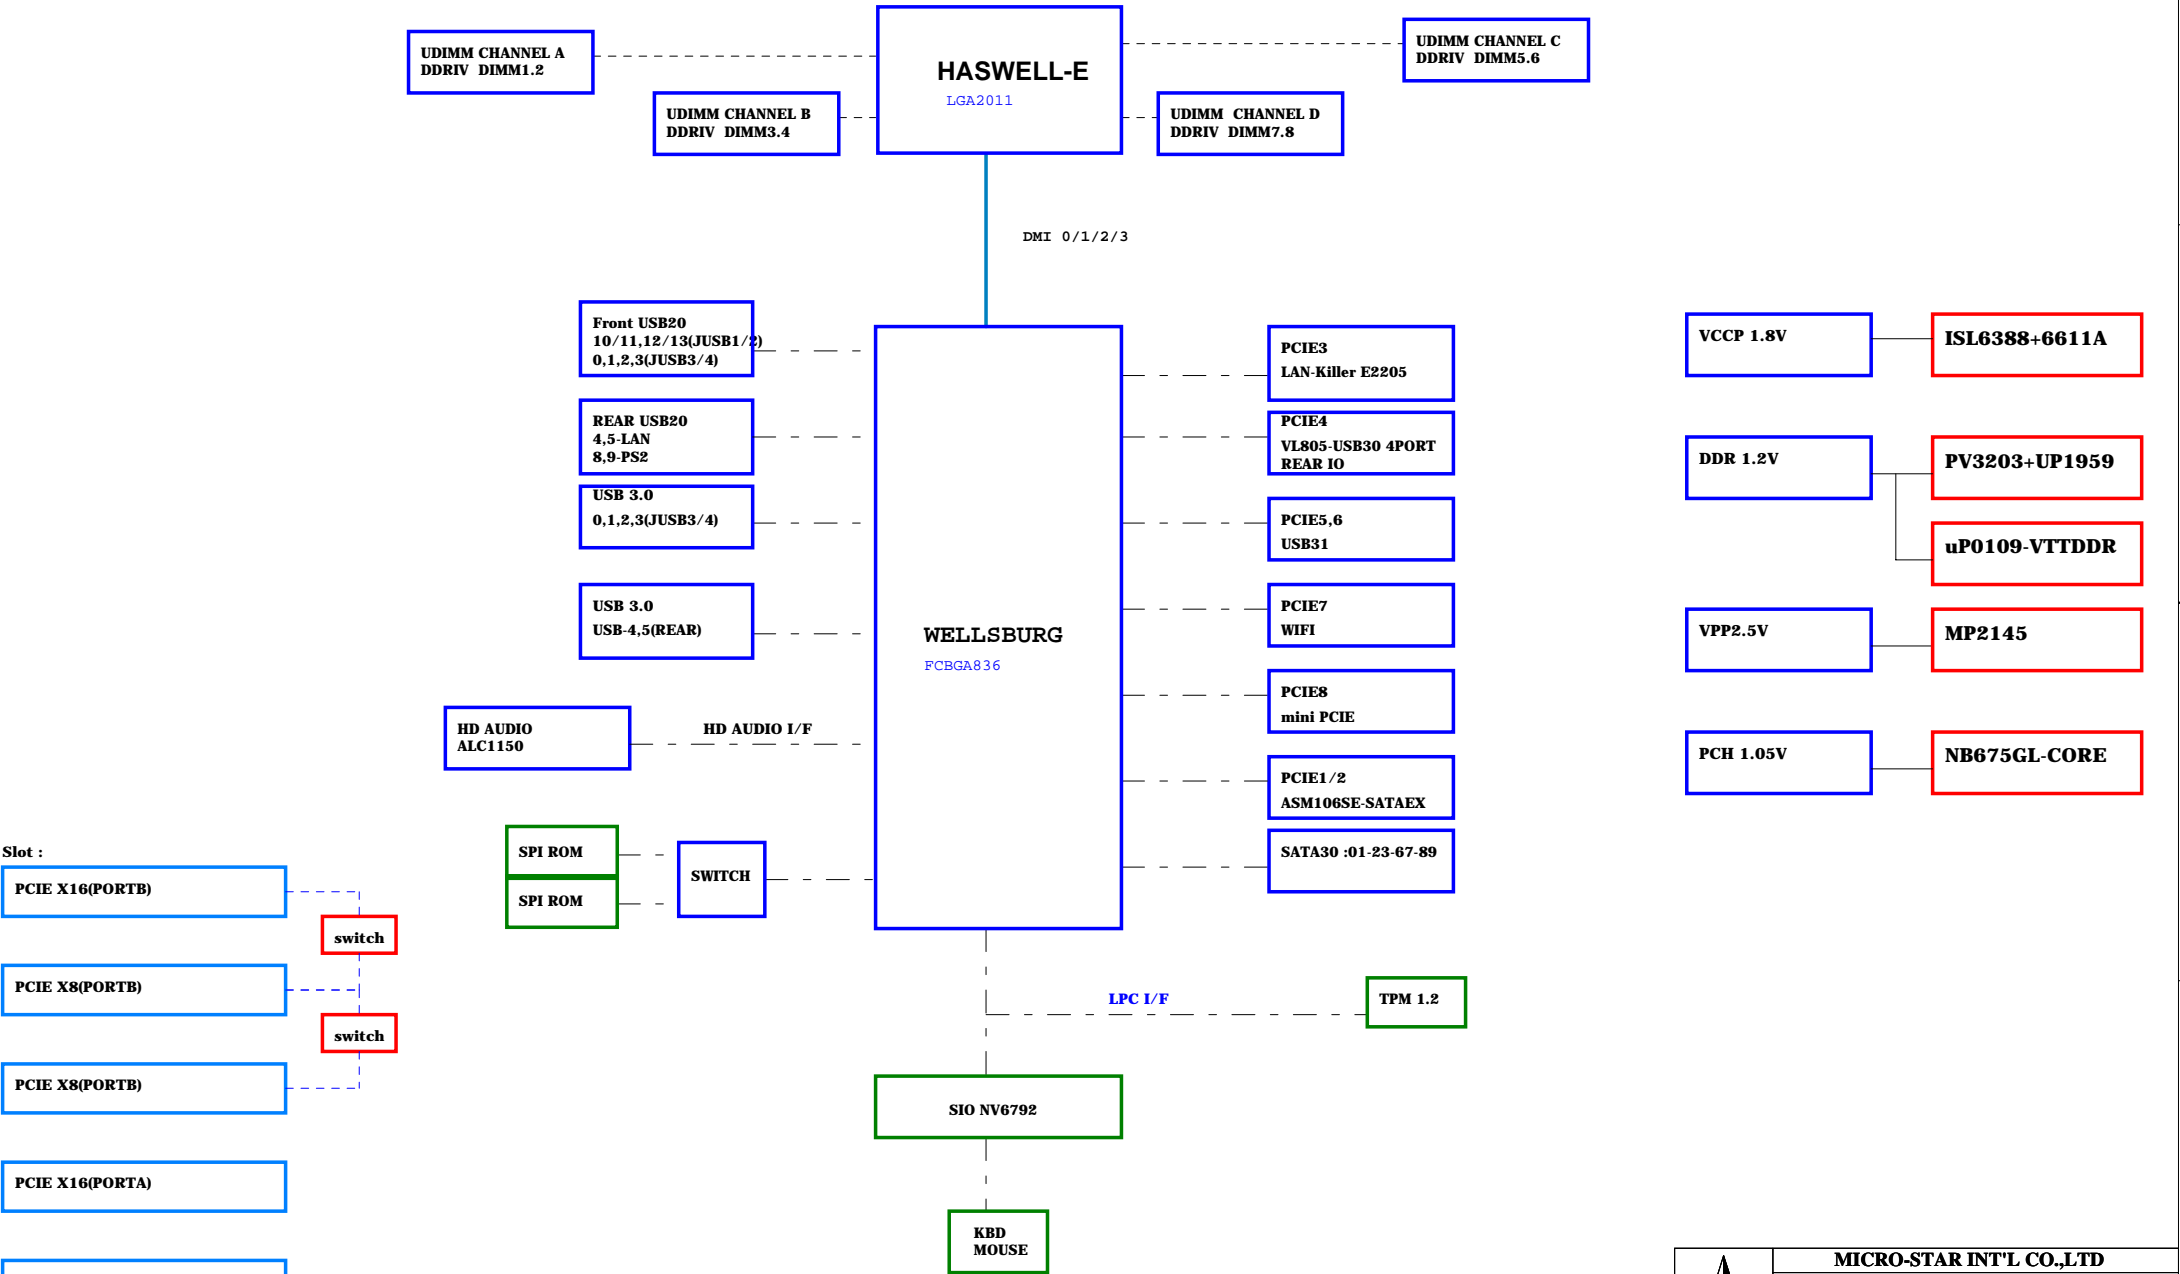 UDIMM CHANNEL A
DDRIV  DIMM1.2
HASWELL-E
LGA2011
UDIMM CHANNEL C
DDRIV  DIMM5.6
UDIMM CHANNEL B
DDRIV  DIMM3.4
UDIMM  CHANNEL D
DDRIV  DIMM7.8
DMI 0/1/2/3
Front USB20
10/11,12/13(JUSB1/2)
0,1,2,3(JUSB3/4)
REAR USB20
4,5-LAN
8,9-PS2
USB 3.0
0,1,2,3(JUSB3/4)
USB 3.0
USB-4,5(REAR)
HD AUDIO
ALC1150
HD AUDIO I/F
SPI ROM
SPI ROM
SWITCH
WELLSBURG
FCBGA836
PCIE3
LAN-Killer E2205
PCIE4
VL805-USB30 4PORT
REAR IO
PCIE5,6
USB31
PCIE7
WIFI
PCIE8
mini PCIE
PCIE1/2
ASM106SE-SATAEX
SATA30 :01-23-67-89
VCCP 1.8V
ISL6388+6611A
DDR 1.2V
PV3203+UP1959
uP0109-VTTDDR
VPP2.5V
MP2145
PCH 1.05V
NB675GL-CORE
Slot :
PCIE X16(PORTB)
switch
PCIE X8(PORTB)
switch
PCIE X8(PORTB)
PCIE X16(PORTA)
LPC I/F
TPM 1.2
SIO NV6792
KBD
MOUSE
MICRO-STAR INT'L CO.,LTD